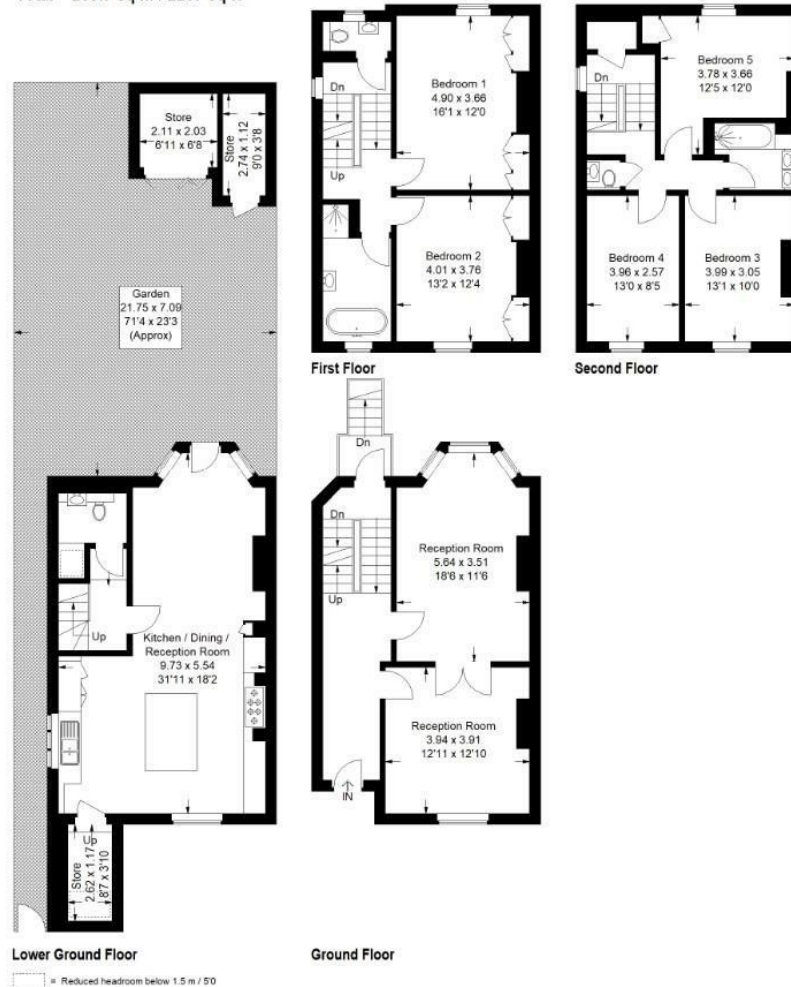 Store
2.11 x 2.03
6'11 x 6'8
Store
2.74 x 1.12
9'0 x 3'8
Garden
21.75 x 7.09
71'4 x 23'3
(Approx)
Dn
Up
Bedroom 1
4.90 x 3.66
16'1 x 12'0
Bedroom 2
4.01 x 3.76
13'2 x 12'4
First Floor
Dn
Bedroom 5
3.78 x 3.66
12'5 x 12'0
Bedroom 4
3.96 x 2.57
13'0 x 8'5
Bedroom 3
3.99 x 3.05
13'1 x 10'0
Second Floor
Up
Kitchen / Dining /
Reception Room
9.73 x 5.54
31'11 x 18'2
Up
Store
2.62 x 1.17
8'7 x 3'10
Lower Ground Floor
= Reduced headroom below 1.5 m / 5'0
Dn
Dn
Up
Reception Room
5.64 x 3.51
18'6 x 11'6
Reception Room
3.94 x 3.91
12'11 x 12'10
IN
Ground Floor